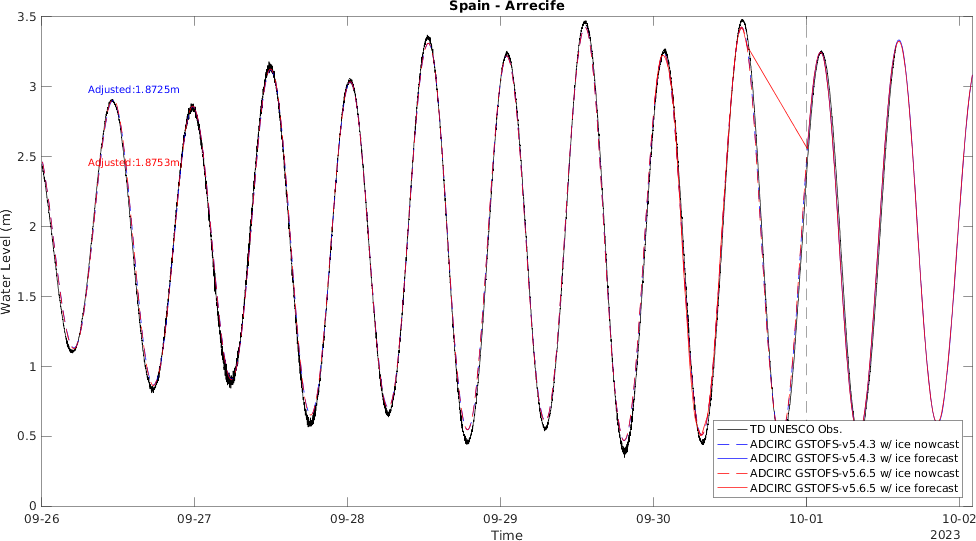 Spain - Arrecife
3.5
3
2.5
2
1.5
1
0.5
0
Water Level (m)
Adjusted:1.8725m
Adjusted:1.8753m
TD UNESCO Obs.
ADCIRC GSTOFS-v5.4.3 w/ ice nowcast
ADCIRC GSTOFS-v5.4.3 w/ ice forecast
ADCIRC GSTOFS-v5.6.5 w/ ice nowcast
ADCIRC GSTOFS-v5.6.5 w/ ice forecast
09-26 09-27 09-28 09-29 09-30 10-01 10-02
Time
2023